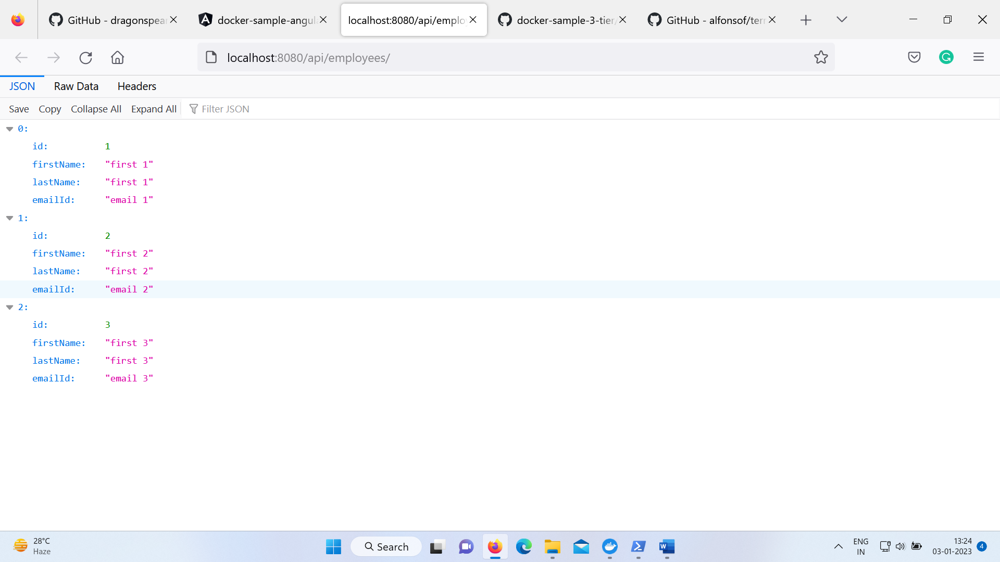 GitHub - dragonspear
docker-sample-angul
localhost:8080/api/emplo
docker-sample-3-tier/
GitHub - alfonsof/terr
localhost:8080/api/employees/
JSON Raw Data Headers
Save Copy Collapse All Expand All Filter JSON
0:
id: 1
firstName: "first 1"
lastName: "first 1"
emailId: "email 1"
1:
id: 2
firstName: "first 2"
lastName: "first 2"
emailId: "email 2"
2:
id: 3
firstName: "first 3"
lastName: "first 3"
emailId: "email 3"
28°C
Haze
Search
ENG
IN
13:24
03-01-2023
4